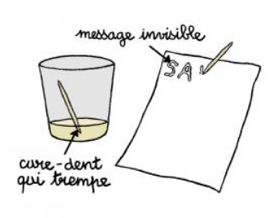 message invisible
SA
cure-dent
qui trempe